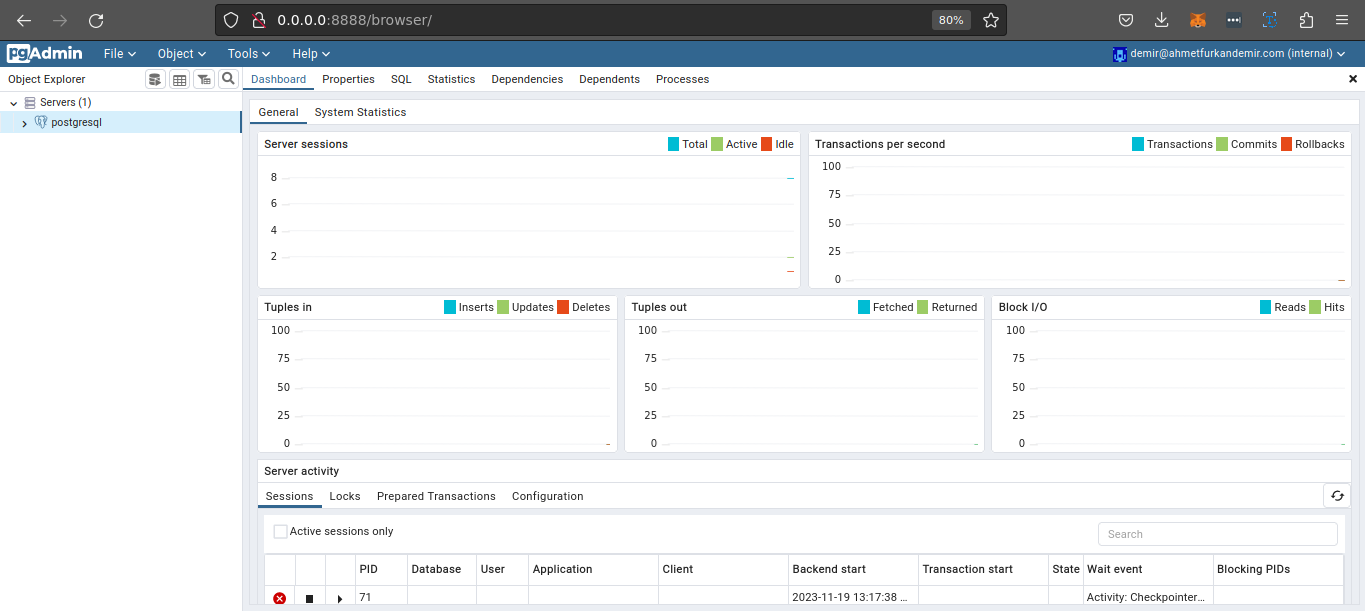 0.0.0.0:8888/browser/ 80%
pgAdmin File Object Tools Help demir@ahmetfurkandemir.com (internal)
Object Explorer
Dashboard Properties SQL Statistics Dependencies Dependents Processes
Servers (1)
postgresql
General System Statistics
Server sessions Total Active Idle
8
6
4
2
Transactions per second Transactions Commits Rollbacks
100
75
50
25
0
Tuples in Inserts Updates Deletes
100
75
50
25
0
Tuples out Fetched Returned
100
75
50
25
0
Block I/O Reads Hits
100
75
50
25
0
Server activity
Sessions Locks Prepared Transactions Configuration
Active sessions only Search
PID Database User Application Client Backend start Transaction start State Wait event Blocking PIDs
71 2023-11-19 13:17:38 ... Activity: Checkpointer...